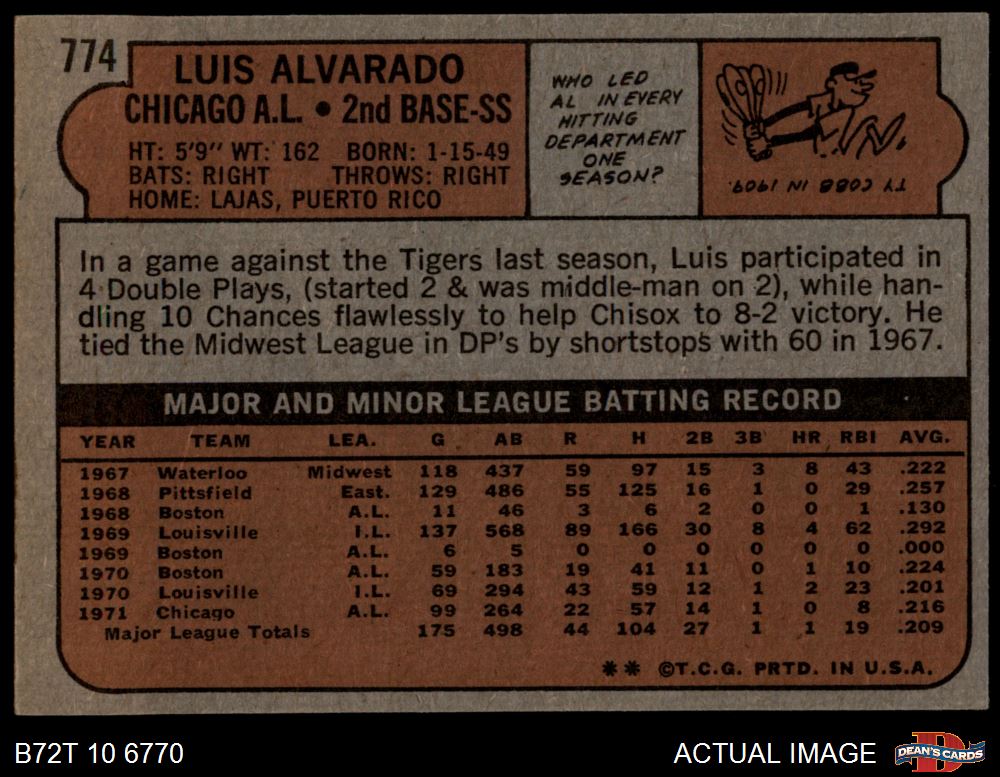 774
LUIS ALVARADO
CHICAGO A.L. • 2nd BASE-SS
HT: 5'9" WT: 162 BORN: 1-15-49
BATS: RIGHT THROWS: RIGHT
HOME: LAJAS, PUERTO RICO
WHO LED
AL IN EVERY
HITTING
DEPARTMENT
ONE
SEASON?
TY COBB IN 1909.
In a game against the Tigers last season, Luis participated in
4 Double Plays, (started 2 & was middle-man on 2), while han-
dling 10 Chances flawlessly to help Chisox to 8-2 victory. He
tied the Midwest League in DP's by shortstops with 60 in 1967.
MAJOR AND MINOR LEAGUE BATTING RECORD
YEAR TEAM LEA. G AB R H 2B 3B HR RBI AVG.
1967 Waterloo Midwest 118 437 59 97 15 3 8 43 .222
1968 Pittsfield East. 129 486 55 125 16 1 0 29 .257
1968 Boston A.L. 11 46 3 6 2 0 0 1 .130
1969 Louisville I.L. 137 568 89 166 30 8 4 62 .292
1969 Boston A.L. 6 5 0 0 0 0 0 0 .000
1970 Boston A.L. 59 183 19 41 11 0 1 10 .224
1970 Louisville I.L. 69 294 43 59 12 1 2 23 .201
1971 Chicago A.L. 99 264 22 57 14 1 0 8 .216
Major League Totals 175 498 44 104 27 1 1 19 .209
** ©T.C.G. PRTD. IN U.S.A.
B72T 10 6770
ACTUAL IMAGE
DEAN'S CARDS